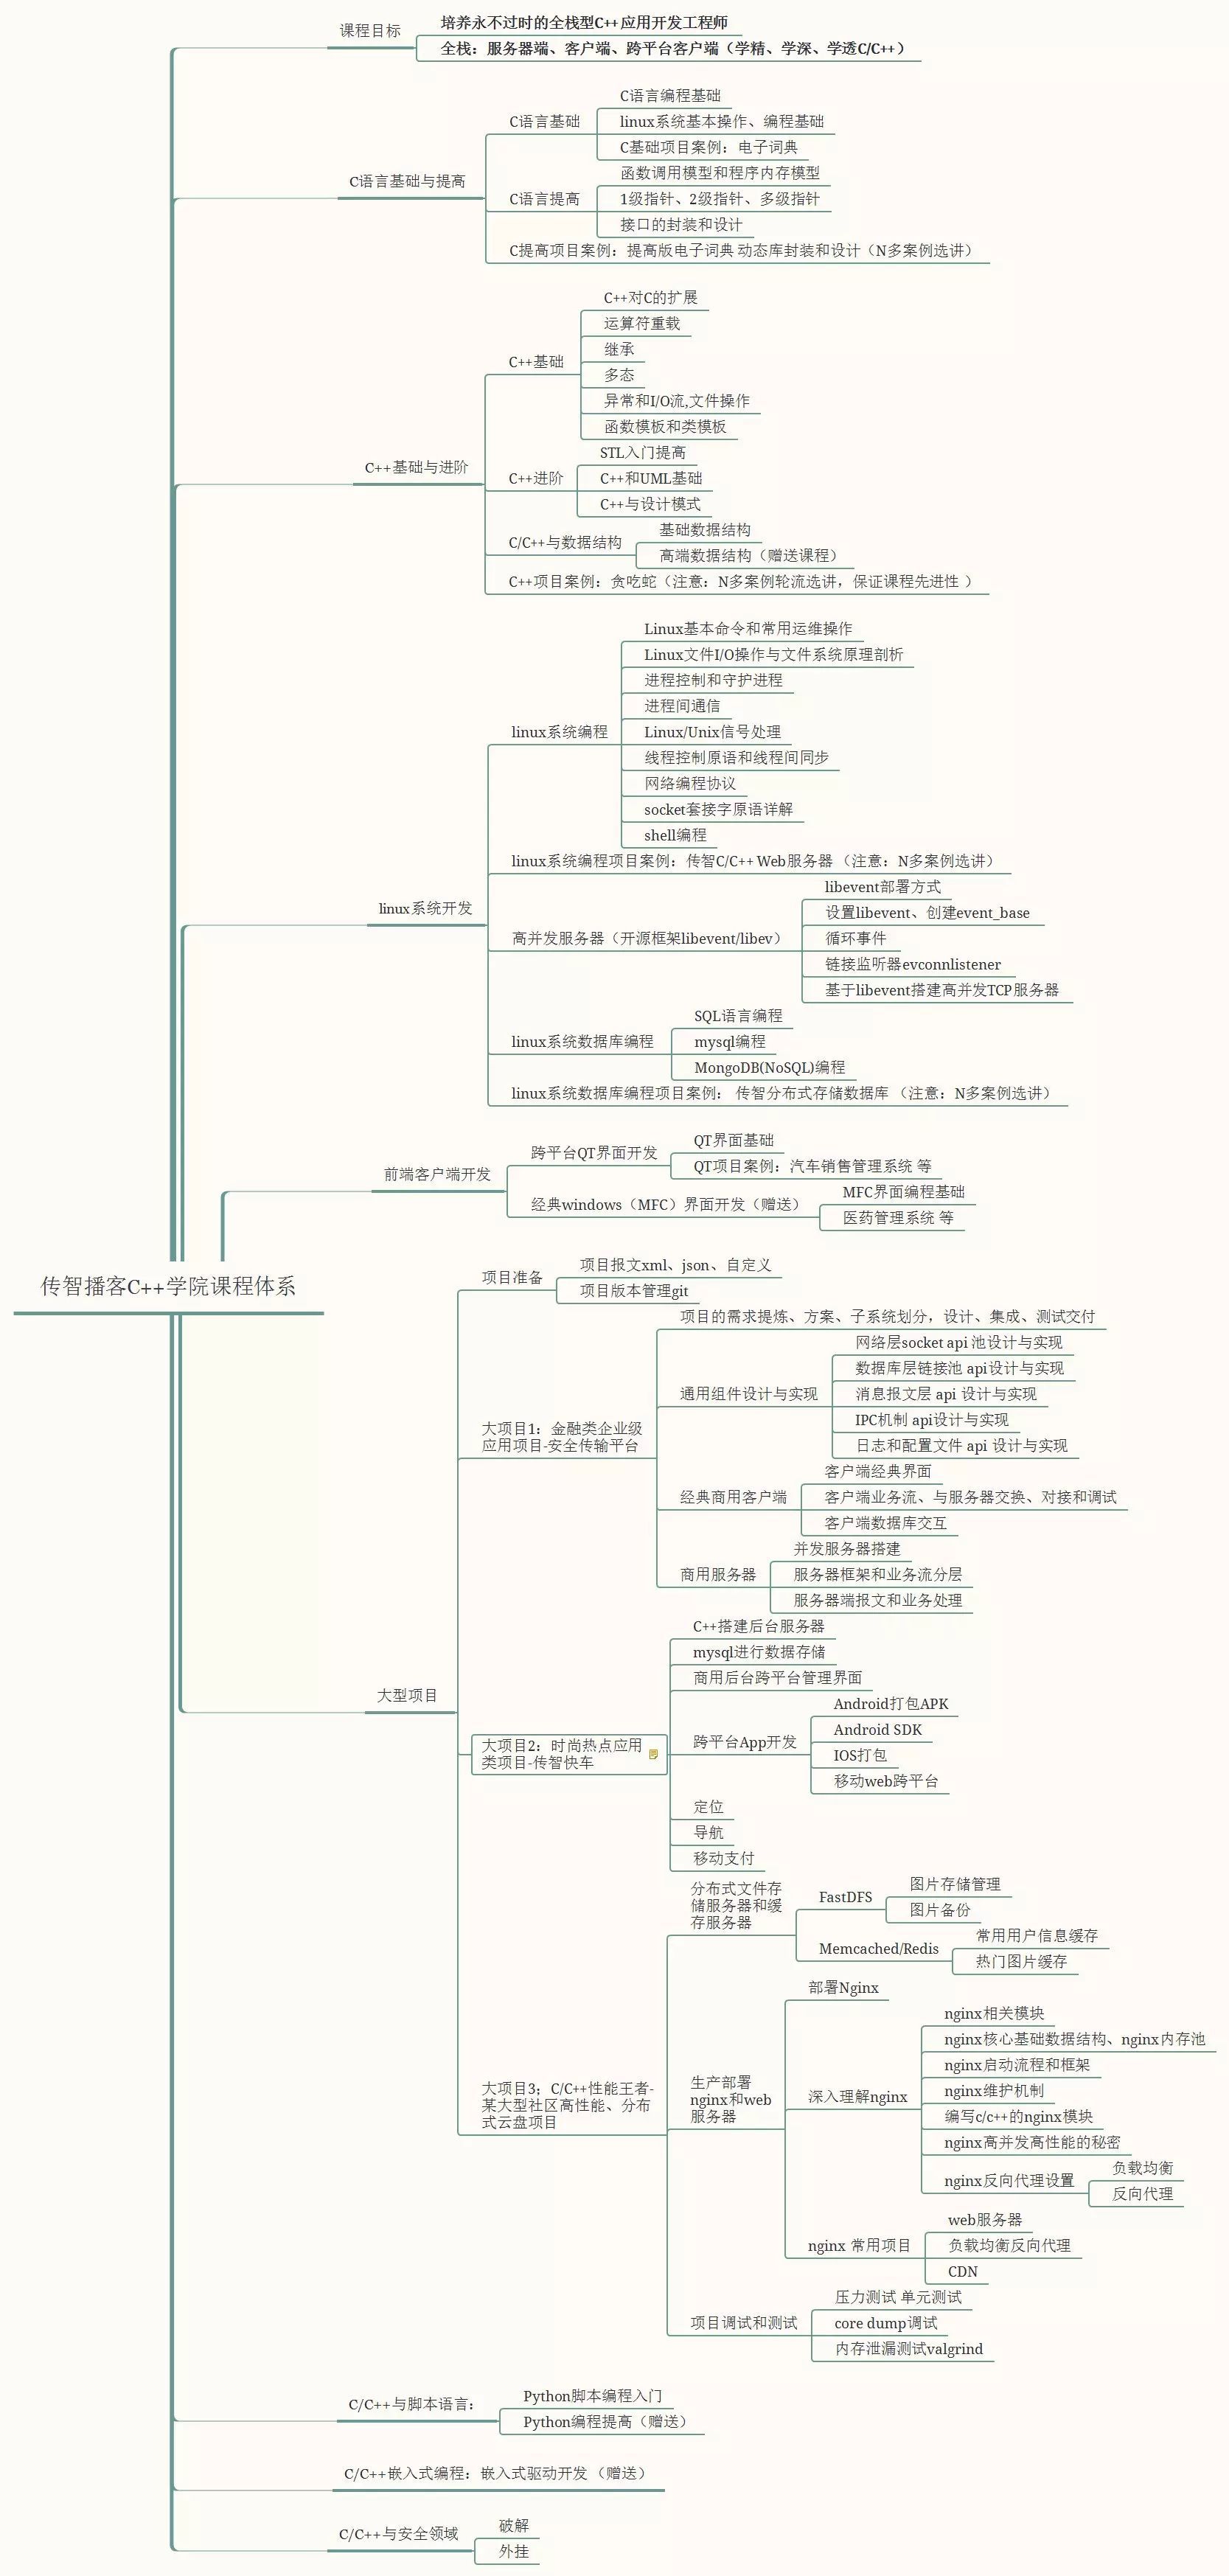 课程目标
培养永不过时的全栈型C++ 应用开发工程师
全栈：服务器端、客户端、跨平台客户端（学精、学深、学透C/C++）
C语言基础与提高
C语言基础
C语言编程基础
linux系统基本操作、编程基础
C基础项目案例：电子词典
C语言提高
函数调用模型和程序内存模型
1级指针、2级指针、多级指针
接口的封装和设计
C提高项目案例：提高版电子词典 动态库封装和设计（N多案例选讲）
C++基础与进阶
C++基础
C++对C的扩展
运算符重载
继承
多态
异常和I/O流,文件操作
函数模板和类模板
C++进阶
STL入门提高
C++和UML基础
C++与设计模式
C/C++与数据结构
基础数据结构
高端数据结构（赠送课程）
C++项目案例：贪吃蛇（注意：N多案例轮流选讲，保证课程先进性 ）
linux系统开发
linux系统编程
Linux基本命令和常用运维操作
Linux文件I/O操作与文件系统原理剖析
进程控制和守护进程
进程间通信
Linux/Unix信号处理
线程控制原语和线程间同步
网络编程协议
socket套接字原语详解
shell编程
linux系统编程项目案例：传智C/C++ Web服务器 （注意：N多案例选讲）
高并发服务器（开源框架libevent/libev）
libevent部署方式
设置libevent、创建event_base
循环事件
链接监听器evconnlistener
基于libevent搭建高并发TCP服务器
linux系统数据库编程
SQL语言编程
mysql编程
MongoDB(NoSQL)编程
linux系统数据库编程项目案例： 传智分布式存储数据库 （注意：N多案例选讲）
前端客户端开发
跨平台QT界面开发
QT界面基础
QT项目案例：汽车销售管理系统 等
经典windows（MFC）界面开发（赠送）
MFC界面编程基础
医药管理系统 等
传智播客C++学院课程体系
大型项目
项目准备
项目报文xml、json、自定义
项目版本管理git
大项目1：金融类企业级
应用项目-安全传输平台
项目的需求提炼、方案、子系统划分，设计、集成、测试交付
通用组件设计与实现
网络层socket api 池设计与实现
数据库层链接池 api设计与实现
消息报文层 api 设计与实现
IPC机制 api设计与实现
日志和配置文件 api 设计与实现
经典商用客户端
客户端经典界面
客户端业务流、与服务器交换、对接和调试
客户端数据库交互
商用服务器
并发服务器搭建
服务器框架和业务流分层
服务器端报文和业务处理
大项目2：时尚热点应用
类项目-传智快车
C++搭建后台服务器
mysql进行数据存储
商用后台跨平台管理界面
跨平台App开发
Android打包APK
Android SDK
IOS打包
移动web跨平台
定位
导航
移动支付
大项目3；C/C++性能王者-
某大型社区高性能、分布
式云盘项目
分布式文件存
储服务器和缓
存服务器
FastDFS
图片存储管理
图片备份
Memcached/Redis
常用用户信息缓存
热门图片缓存
生产部署
nginx和web
服务器
部署Nginx
深入理解nginx
nginx相关模块
nginx核心基础数据结构、nginx内存池
nginx启动流程和框架
nginx维护机制
编写c/c++的nginx模块
nginx高并发高性能的秘密
nginx反向代理设置
负载均衡
反向代理
nginx 常用项目
web服务器
负载均衡反向代理
CDN
项目调试和测试
压力测试 单元测试
core dump调试
内存泄漏测试valgrind
C/C++与脚本语言：
Python脚本编程入门
Python编程提高（赠送）
C/C++嵌入式编程：嵌入式驱动开发 （赠送）
C/C++与安全领域
破解
外挂